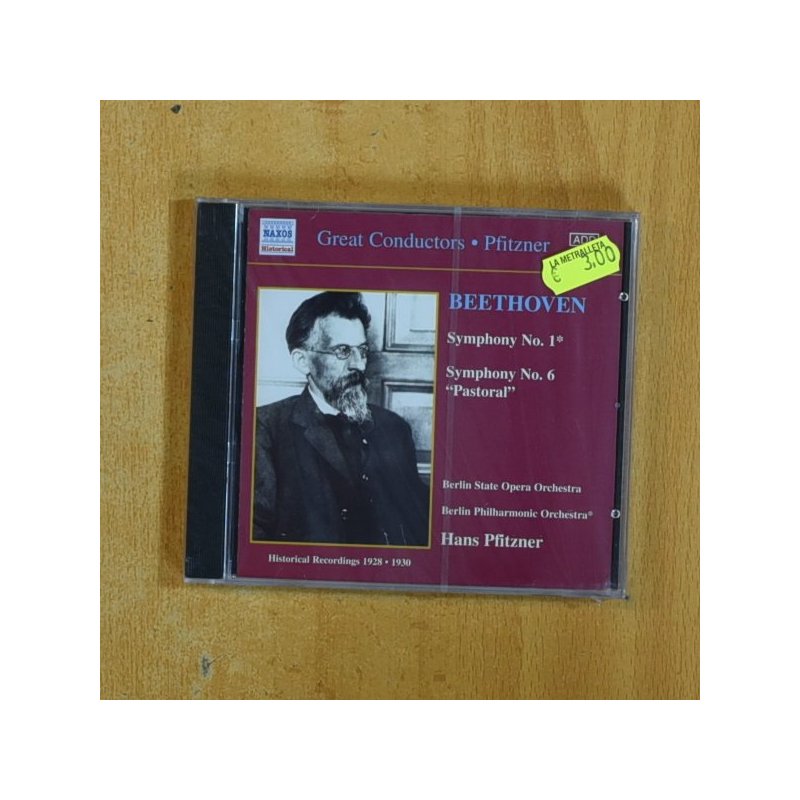 NAXOS
Historical
Great Conductors • Pfitzner
ADD
LA METRALLETA
€ 3.00
BEETHOVEN
Symphony No. 1*
Symphony No. 6
“Pastoral”
Berlin State Opera Orchestra
Berlin Philharmonic Orchestra*
Hans Pfitzner
Historical Recordings 1928 • 1930